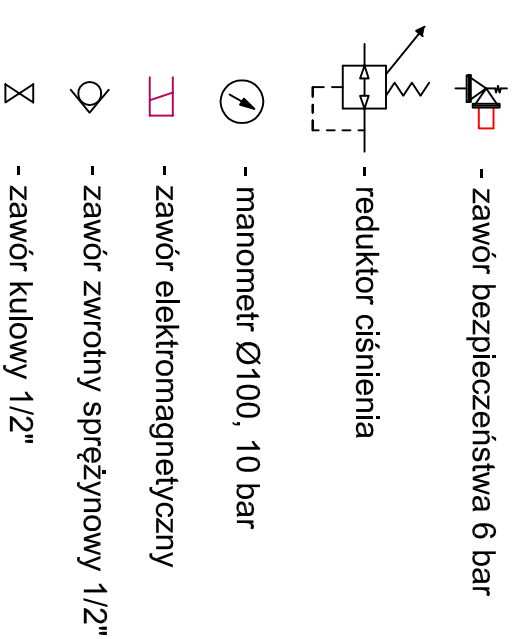 - zawór bezpieczeństwa 6 bar
- reduktor ciśnienia
- manometr Ø100, 10 bar
- zawór elektromagnetyczny
- zawór zwrotny sprężynowy 1/2"
- zawór kulowy 1/2"